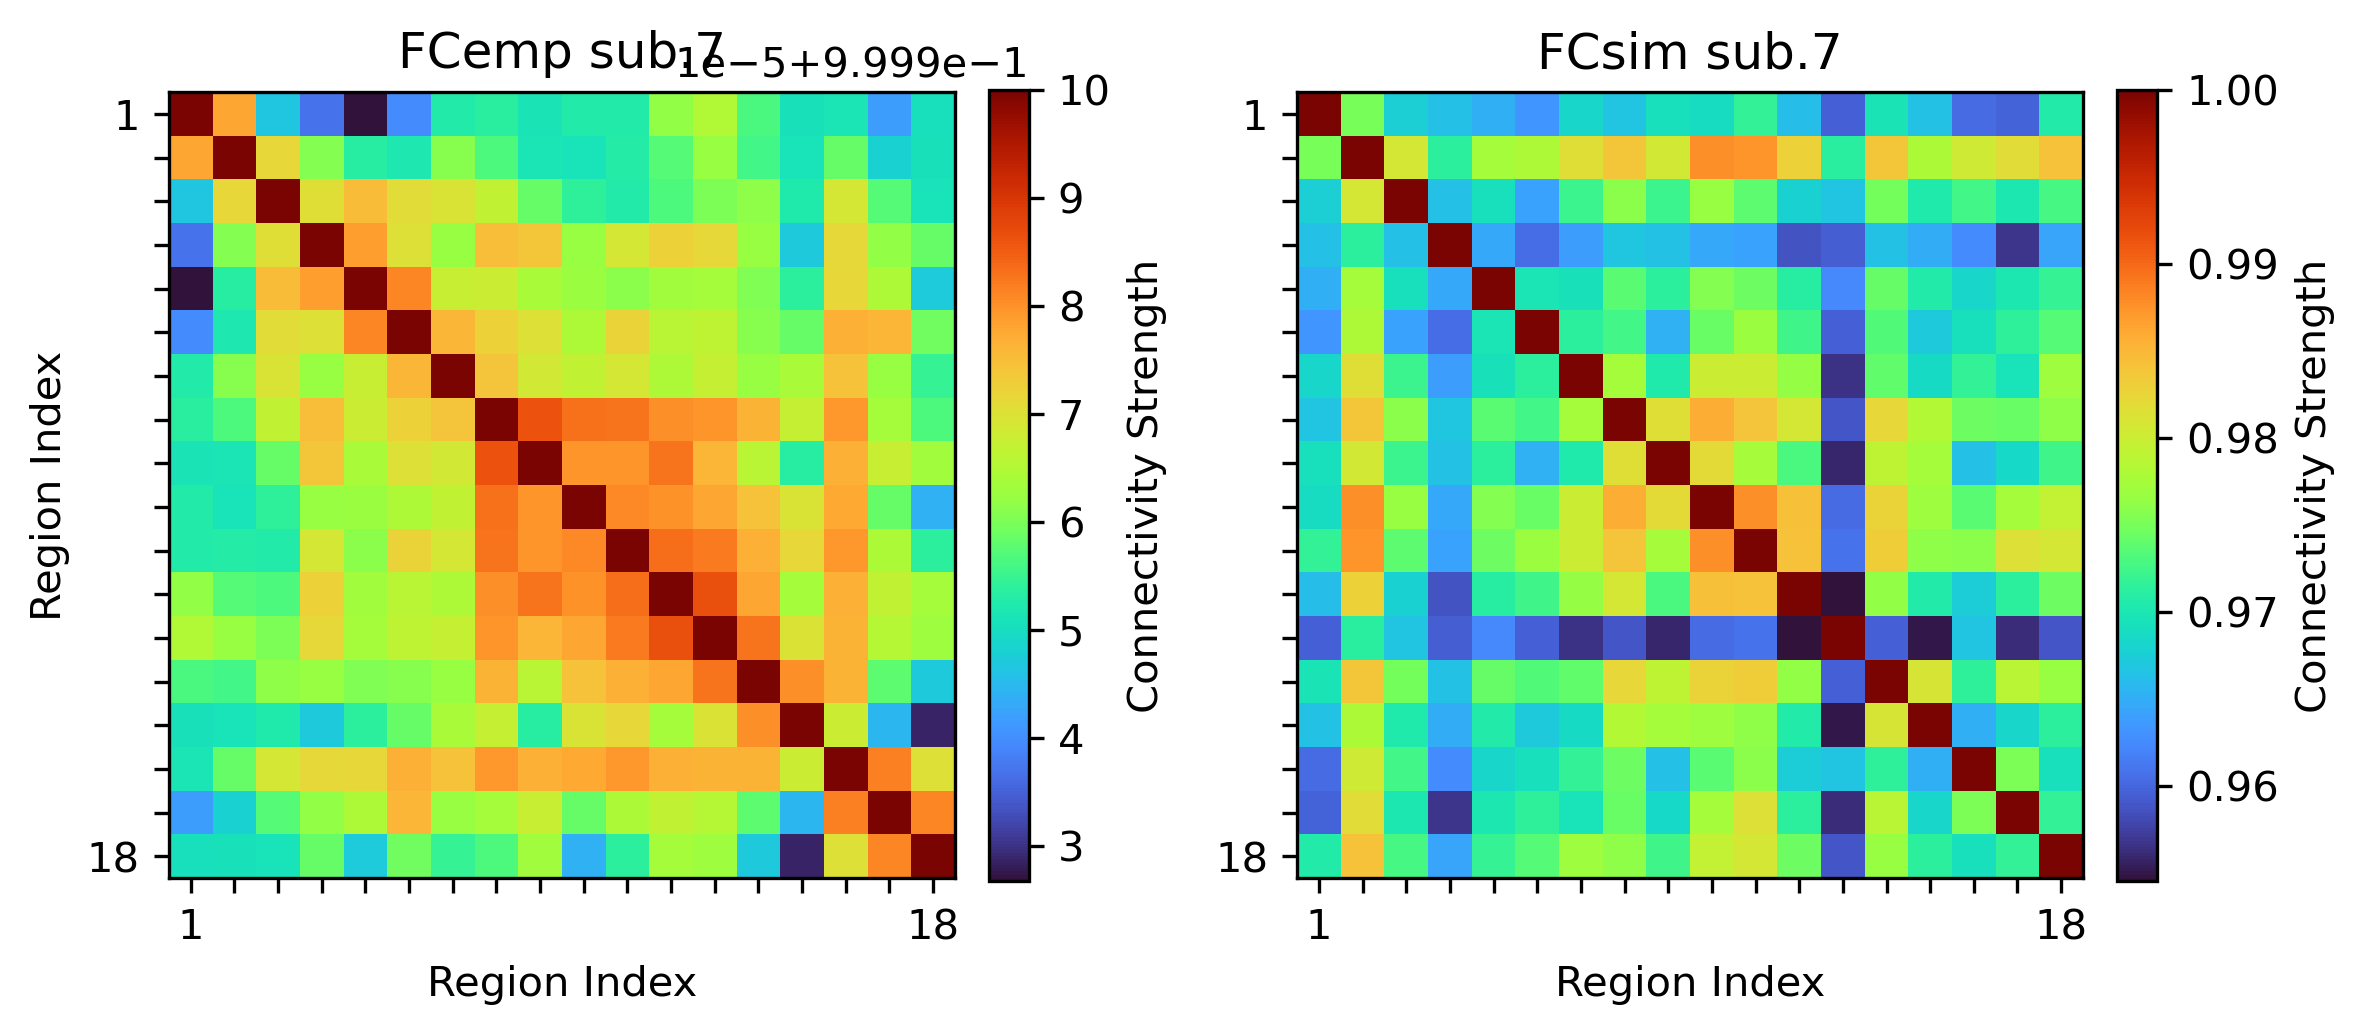 FCemp sub.7
1e−5+9.999e−1
1
18
Region Index
1
18
Region Index
10
9
8
7
6
5
4
3
Connectivity Strength
FCsim sub.7
1
18
1
18
Region Index
1.00
0.99
0.98
0.97
0.96
Connectivity Strength